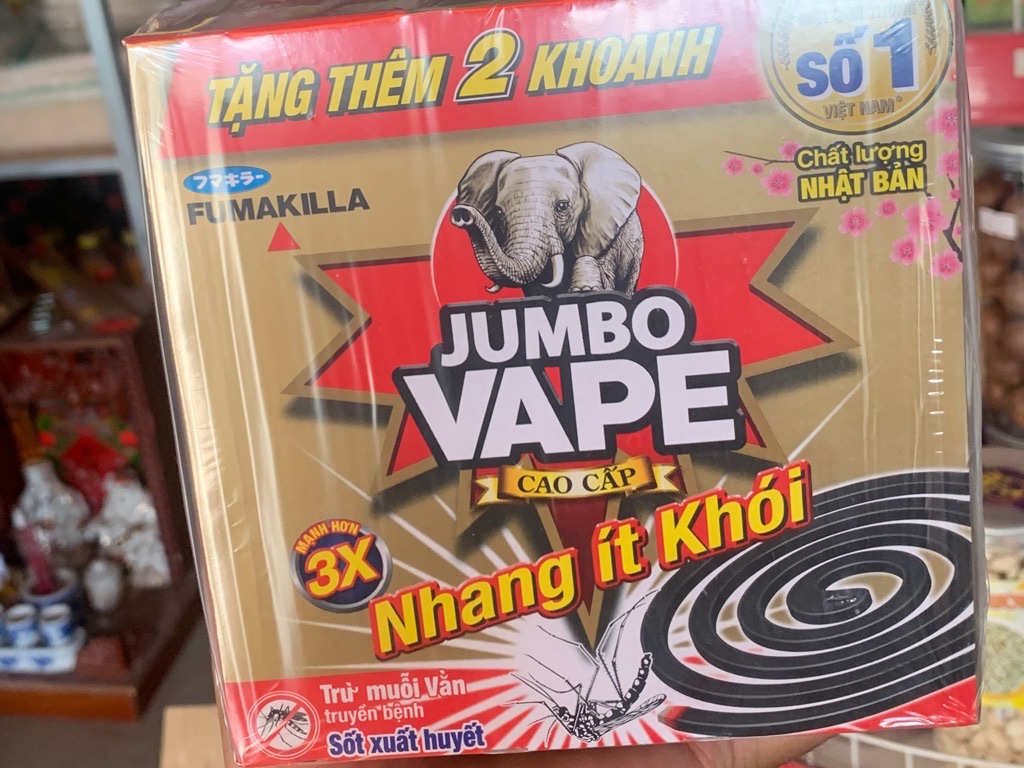 TẶNG THÊM 2 KHOANH
SỐ 1
VIỆT NAM®
Chất lượng
NHẬT BẢN
フマキラー
FUMAKILLA
JUMBO
VAPE
CAO CẤP
MẠNH HƠN
3X
Nhang ít Khói
Trừ muỗi Vằn
truyền bệnh
Sốt xuất huyết